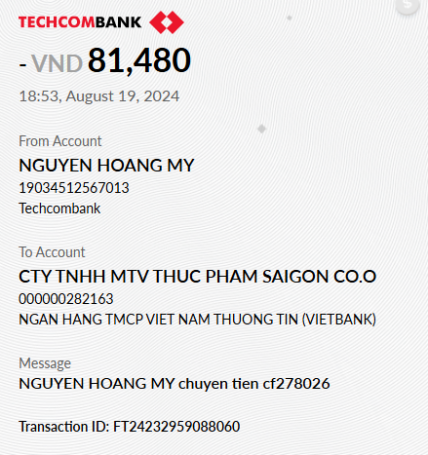 TECHCOMBANK
- VND 81,480
18:53, August 19, 2024
From Account
NGUYEN HOANG MY
19034512567013
Techcombank
To Account
CTY TNHH MTV THUC PHAM SAIGON CO.O
000000282163
NGAN HANG TMCP VIET NAM THUONG TIN (VIETBANK)
Message
NGUYEN HOANG MY chuyen tien cf278026
Transaction ID: FT24232959088060